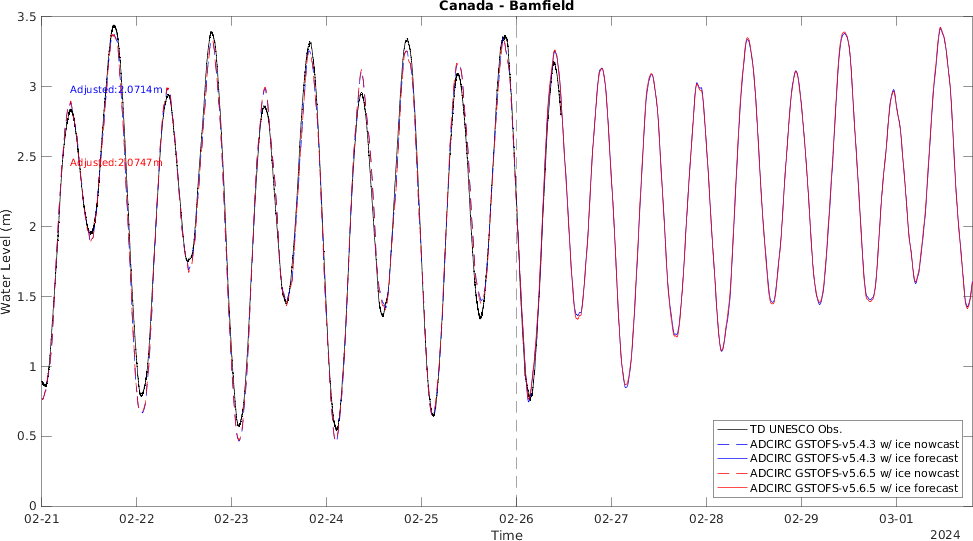 Canada - Bamfield
3.5
3
2.5
2
1.5
1
0.5
0
Water Level (m)
Adjusted:2.0714m
Adjusted:2.0747m
TD UNESCO Obs.
ADCIRC GSTOFS-v5.4.3 w/ ice nowcast
ADCIRC GSTOFS-v5.4.3 w/ ice forecast
ADCIRC GSTOFS-v5.6.5 w/ ice nowcast
ADCIRC GSTOFS-v5.6.5 w/ ice forecast
02-21 02-22 02-23 02-24 02-25 02-26 02-27 02-28 02-29 03-01
Time
2024